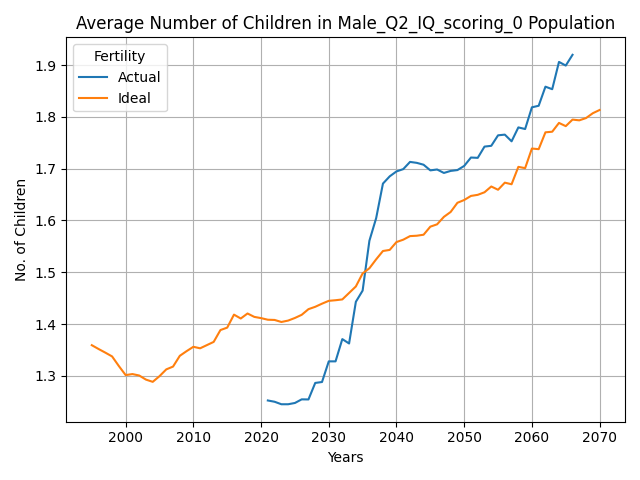 Average Number of Children in Male_Q2_IQ_scoring_0 Population
Fertility
Actual
Ideal
No. of Children
1.9
1.8
1.7
1.6
1.5
1.4
1.3
2000 2010 2020 2030 2040 2050 2060 2070
Years